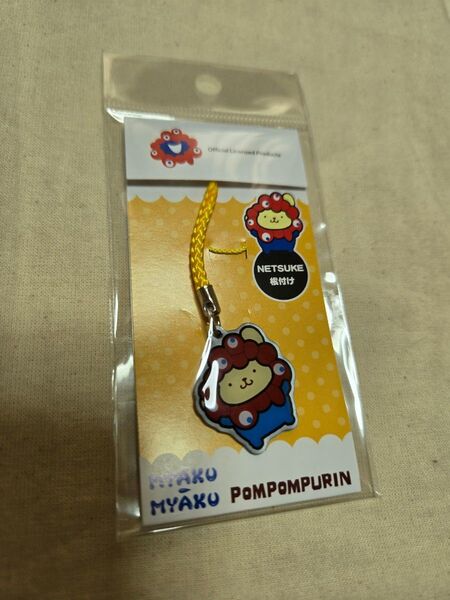 Official Licensed Products
NETSUKE
根付け
MYAKU-
MYAKU
POMPOMPURIN